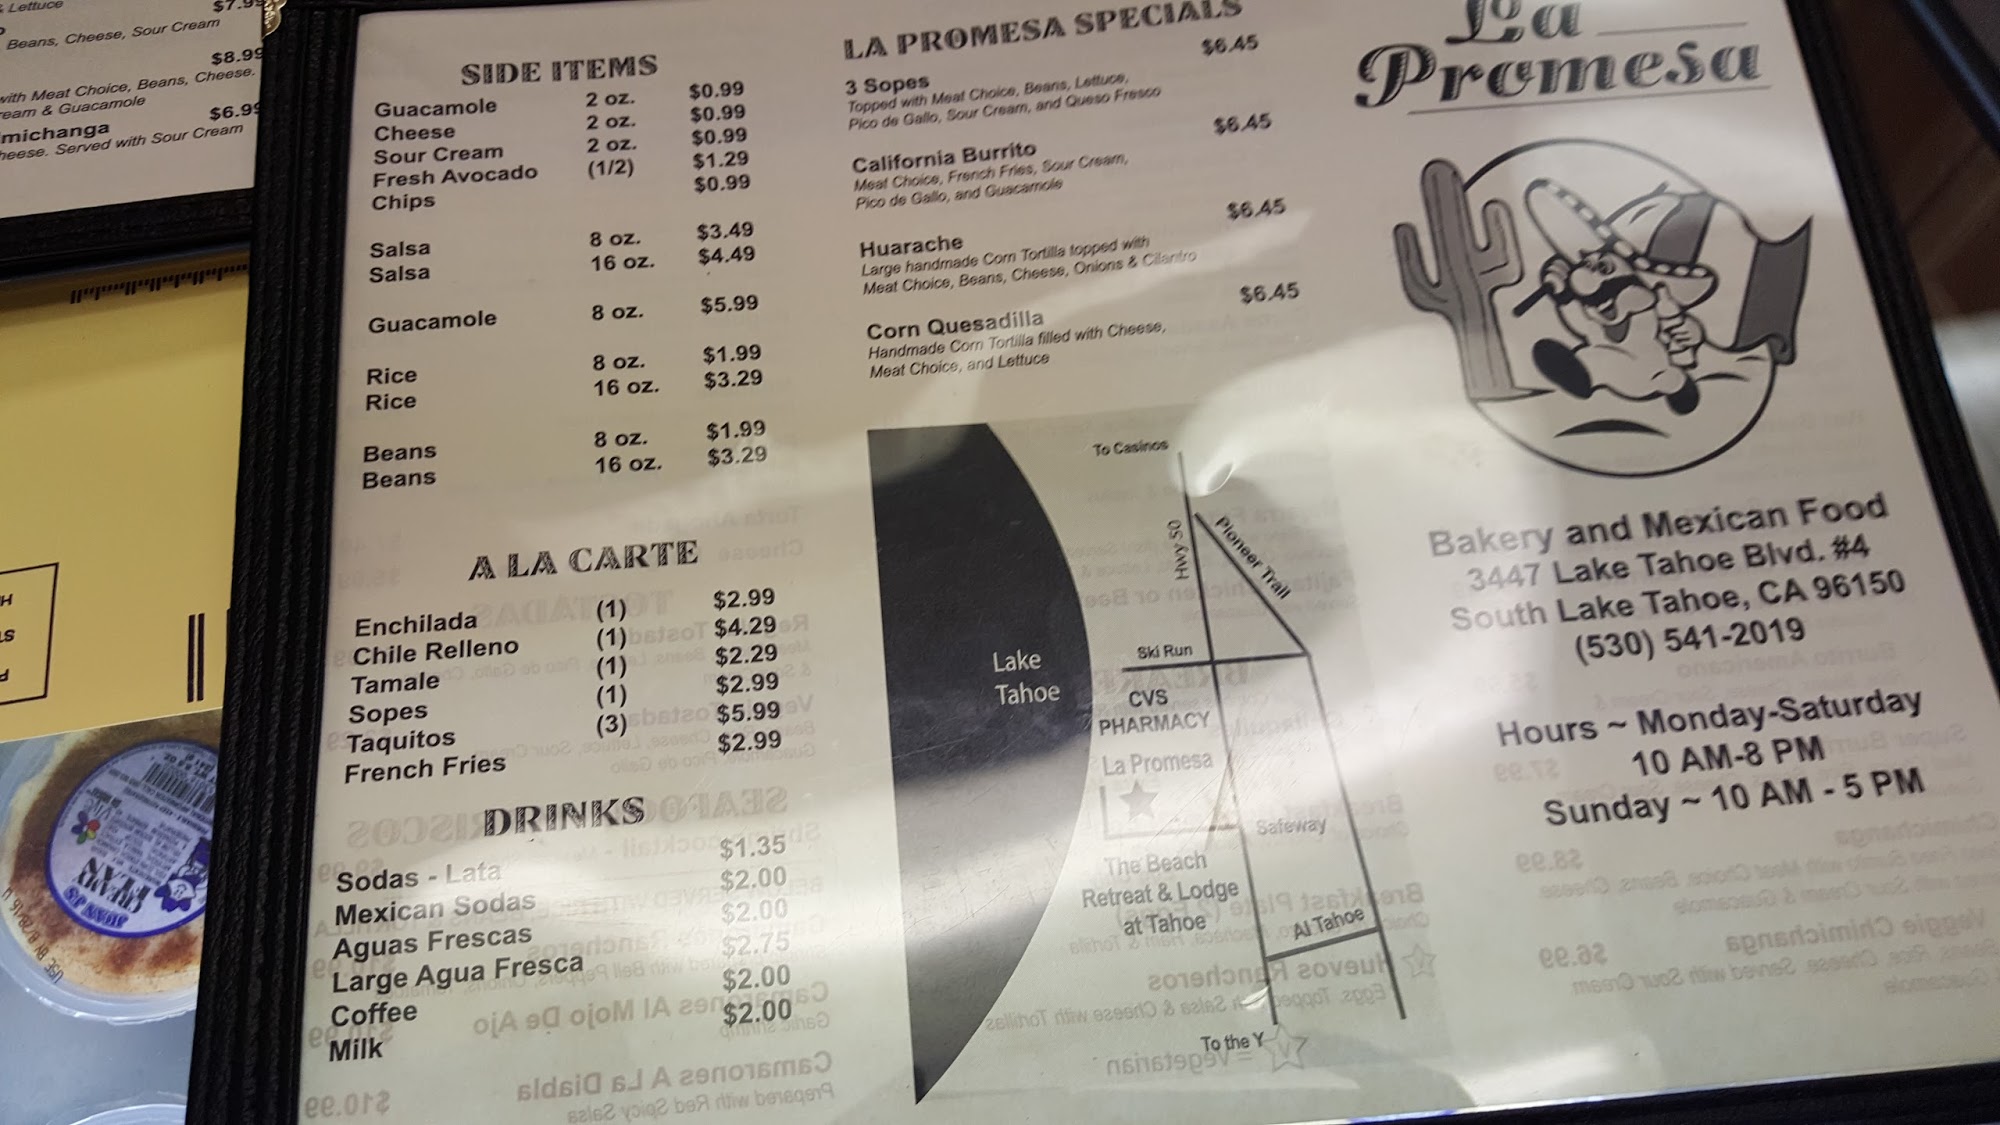 & Lettuce
$7.99
Beans, Cheese, Sour Cream
$8.99
with Meat Choice, Beans, Cheese.
ream & Guacamole
$6.99
michanga
heese. Served with Sour Cream
SIDE ITEMS
Guacamole 2 oz. $0.99
Cheese 2 oz. $0.99
Sour Cream 2 oz. $0.99
Fresh Avocado (1/2) $1.29
Chips $0.99
Salsa 8 oz. $3.49
Salsa 16 oz. $4.49
Guacamole 8 oz. $5.99
Rice 8 oz. $1.99
Rice 16 oz. $3.29
Beans 8 oz. $1.99
Beans 16 oz. $3.29
A LA CARTE
Enchilada (1) $2.99
Chile Relleno (1) $4.29
Tamale (1) $2.29
Sopes (1) $2.99
Taquitos (3) $5.99
French Fries $2.99
DRINKS
Sodas - Lata $1.35
Mexican Sodas $2.00
Aguas Frescas $2.00
Large Agua Fresca $2.75
Coffee $2.00
Milk $2.00
LA PROMESA SPECIALS
3 Sopes $6.45
Topped with Meat Choice, Beans, Lettuce,
Pico de Gallo, Sour Cream, and Queso Fresco
California Burrito $6.45
Meat Choice, French Fries, Sour Cream,
Pico de Gallo, and Guacamole
Huarache $6.45
Large handmade Corn Tortilla topped with
Meat Choice, Beans, Cheese, Onions & Cilantro
Corn Quesadilla $6.45
Handmade Corn Tortilla filled with Cheese,
Meat Choice, and Lettuce
To Casinos
Hwy 50
Pioneer Trail
Ski Run
Lake
Tahoe
CVS
PHARMACY
La Promesa
Safeway
The Beach
Retreat & Lodge
at Tahoe
Al Tahoe
To the Y
La
Promesa
Bakery and Mexican Food
3447 Lake Tahoe Blvd. #4
South Lake Tahoe, CA 96150
(530) 541-2019
Hours ~ Monday-Saturday
10 AM-8 PM
Sunday ~ 10 AM - 5 PM